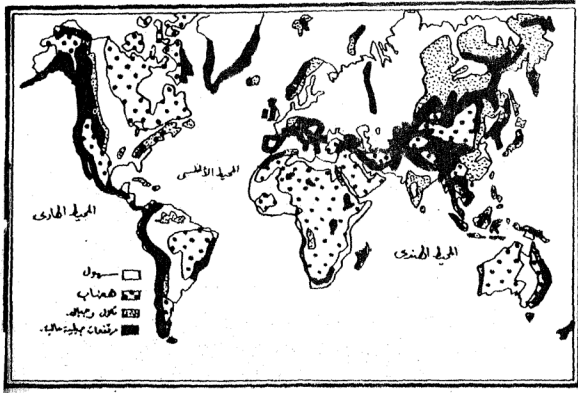 المحيط الأطلسى
المحيط الهادى
المحيط الهندى
سهول
هضاب
تلال وجبال.
مرتفعات جبلية عالية.